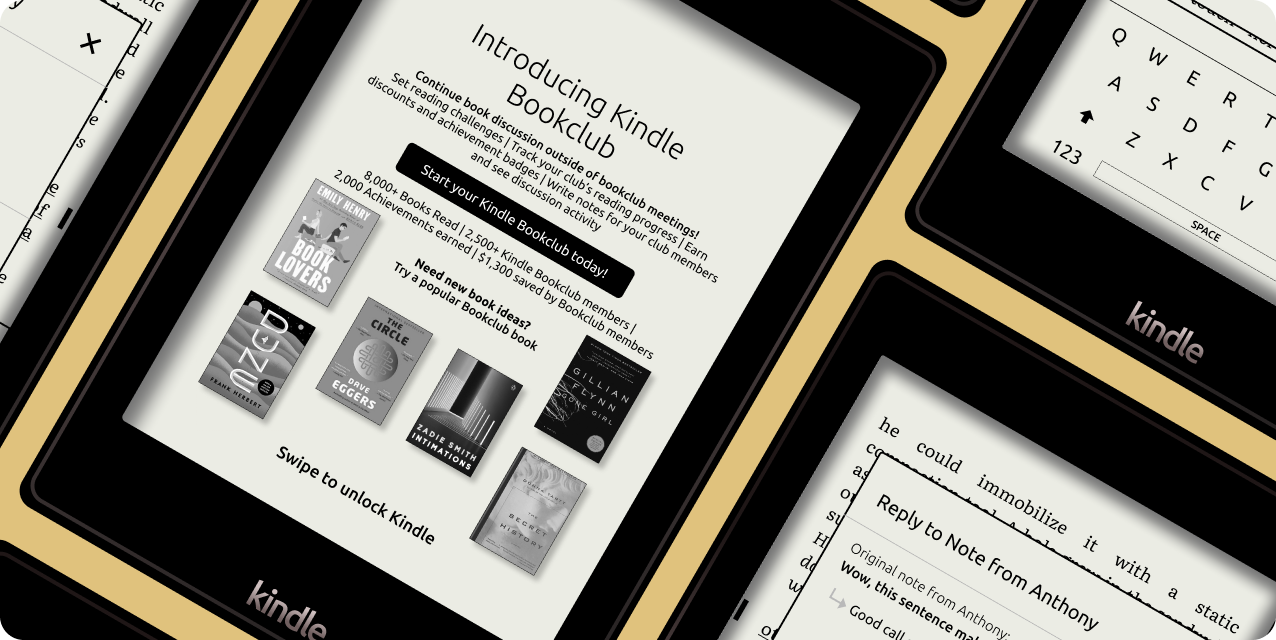 Introducing Kindle
Bookclub
Continue book discussion outside of bookclub meetings!
Set reading challenges | Track your club's reading progress | Earn
discounts and achievement badges | Write notes for your club members
and see discussion activity
Start your Kindle Bookclub today!
8,000+ Books Read | 2,500+ Kindle Bookclub members |
2,000 Achievements earned | $1,300 saved by Bookclub members
Need new book ideas?
Try a popular Bookclub book
EMILY HENRY
BOOK
LOVERS
DUNE
FRANK HERBERT
THE
CIRCLE
DAVE
EGGERS
ZADIE SMITH
INTIMATIONS
GILLIAN
FLYNN
GONE GIRL
DONNA TARTT
THE
SECRET
HISTORY
Swipe to unlock Kindle
kindle
Q W E R T
A S D F G
Z X C V
123
SPACE
kindle
he could immobilize it with a static
Reply to Note from Anthony
Original note from Anthony:
Wow, this sentence
Good call